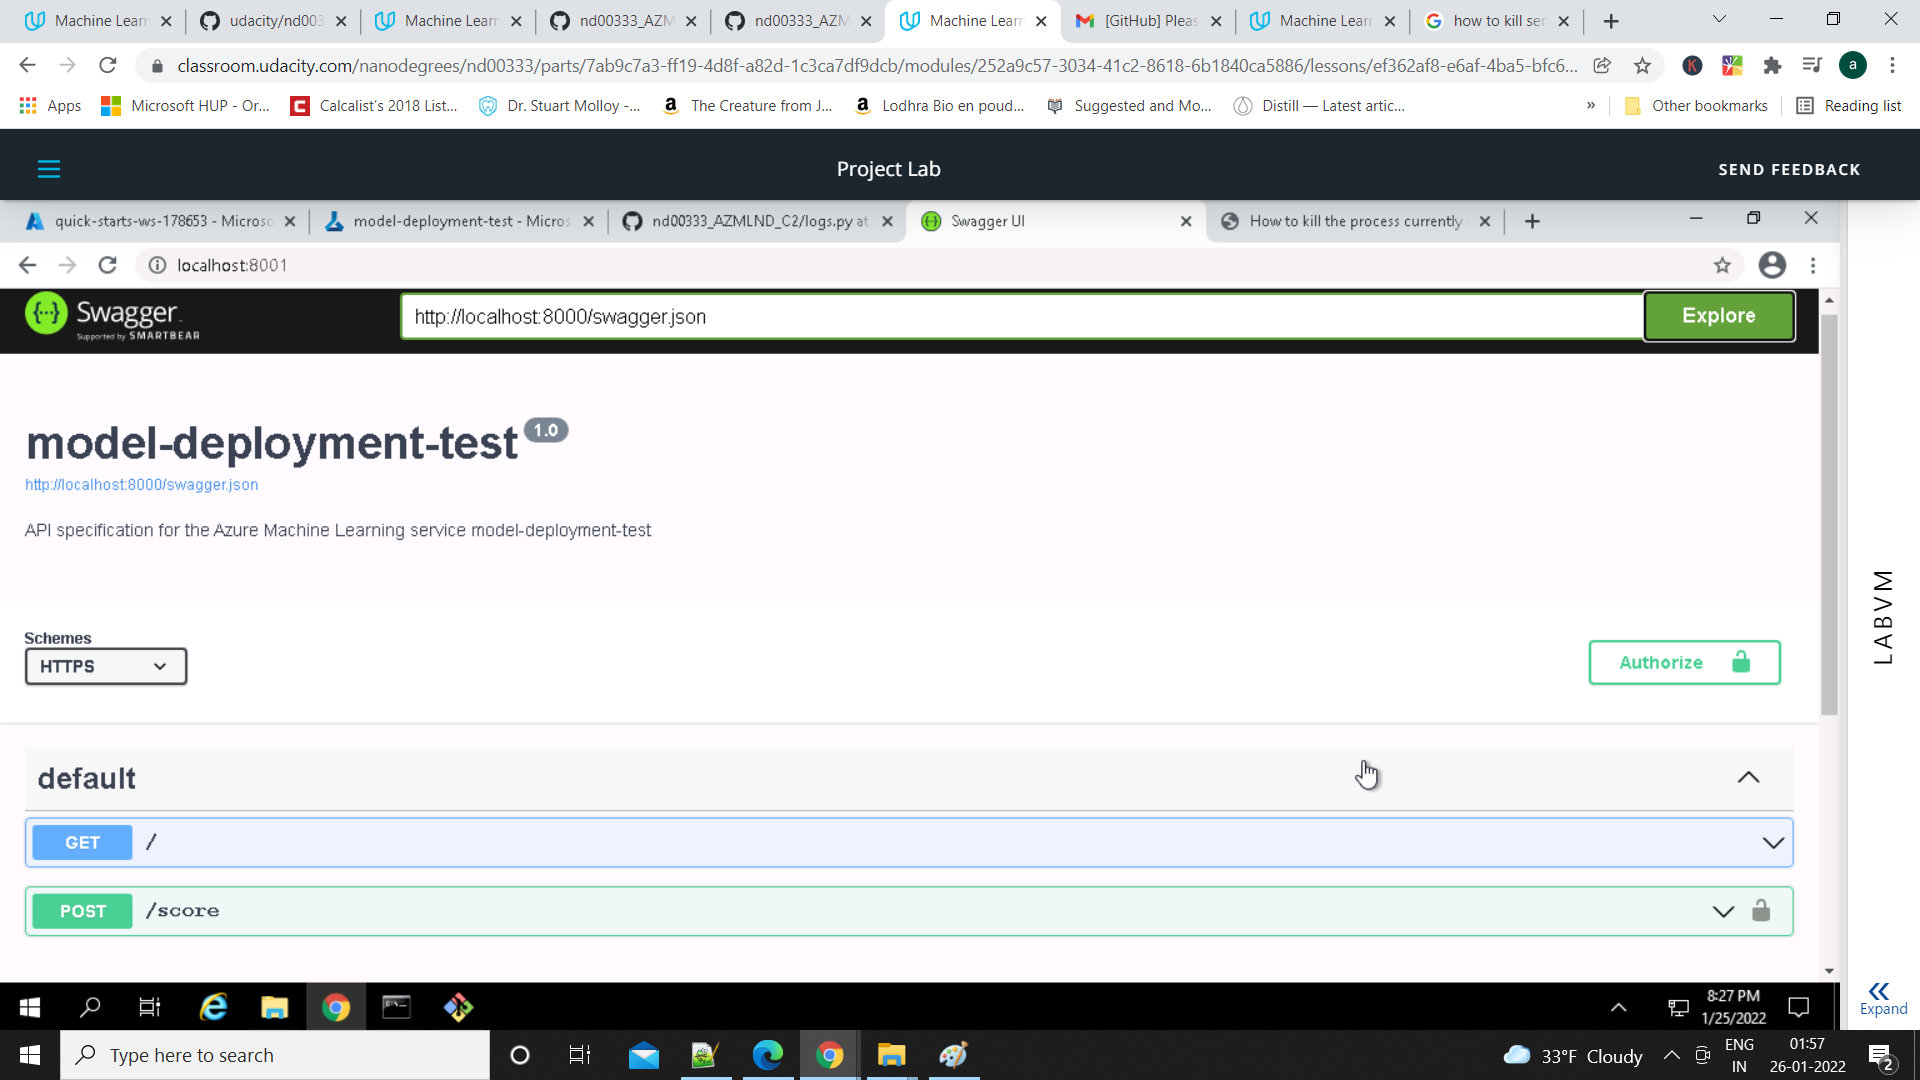 Machine Learn
udacity/nd003
Machine Learn
nd00333_AZM
nd00333_AZM
Machine Learn
[GitHub] Pleas
Machine Learn
how to kill ser
classroom.udacity.com/nanodegrees/nd00333/parts/7ab9c7a3-ff19-4d8f-a82d-1c3ca7df9dcb/modules/252a9c57-3034-41c2-8618-6b1840ca5886/lessons/ef362af8-e6af-4ba5-bfc6...
K
a
Apps
Microsoft HUP - Or...
Calcalist's 2018 List...
Dr. Stuart Molloy -...
The Creature from J...
Lodhra Bio en poud...
Suggested and Mo...
Distill — Latest artic...
»
Other bookmarks
Reading list
Project Lab
SEND FEEDBACK
quick-starts-ws-178653 - Microso
model-deployment-test - Micros
nd00333_AZMLND_C2/logs.py at
Swagger UI
How to kill the process currently
localhost:8001
Swagger
Supported by SMARTBEAR
http://localhost:8000/swagger.json
Explore
model-deployment-test 1.0
http://localhost:8000/swagger.json
API specification for the Azure Machine Learning service model-deployment-test
Schemes
HTTPS
Authorize
default
GET /
POST /score
LABVM
Expand
8:27 PM
1/25/2022
Type here to search
33°F Cloudy
ENG
IN
01:57
26-01-2022
2